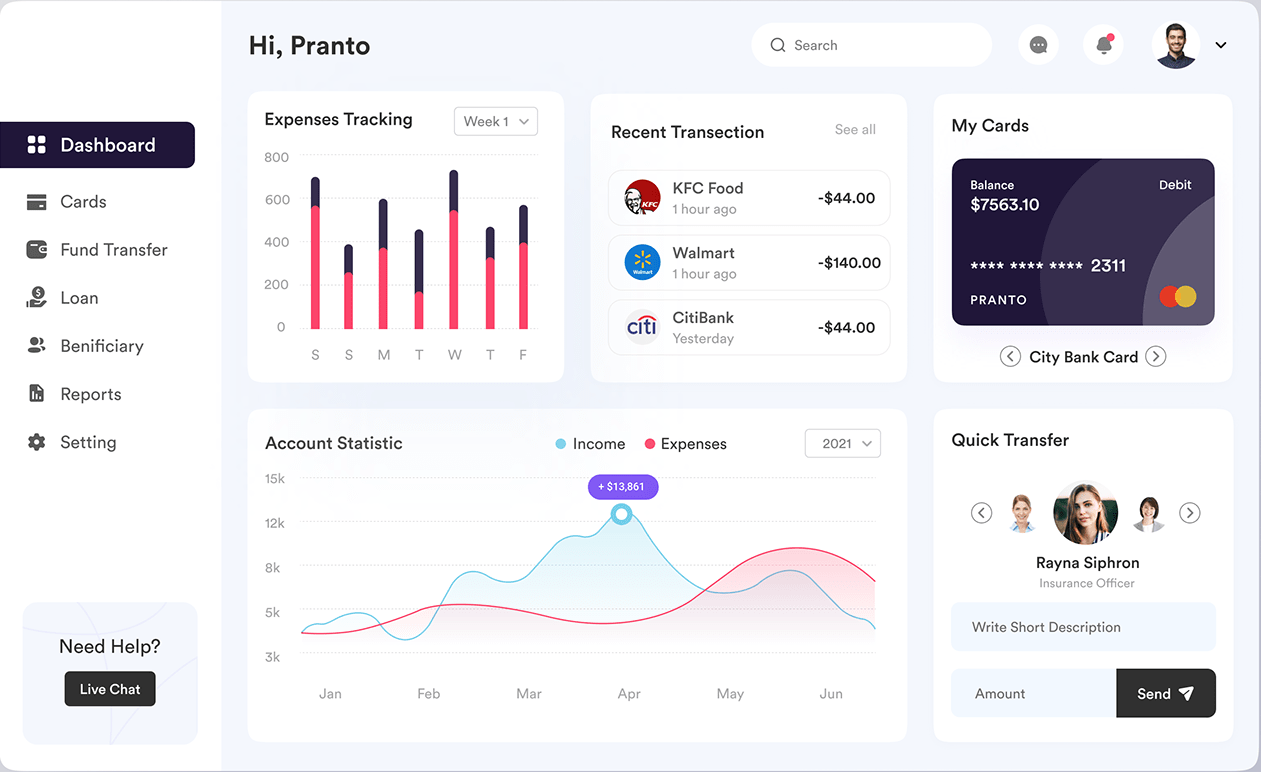 Hi, Pranto
Search
Dashboard
Cards
Fund Transfer
Loan
Benificiary
Reports
Setting
Need Help?
Live Chat
Expenses Tracking
Week 1
800
600
400
200
0
S S M T W T F
Recent Transection
See all
KFC
KFC Food
1 hour ago
-$44.00
Walmart
Walmart
1 hour ago
-$140.00
citi
CitiBank
Yesterday
-$44.00
My Cards
Balance
Debit
$7563.10
**** **** **** 2311
PRANTO
City Bank Card
Account Statistic
Income
Expenses
2021
15k
12k
8k
5k
3k
+ $13,861
Jan Feb Mar Apr May Jun
Quick Transfer
Rayna Siphron
Insurance Officer
Write Short Description
Amount
Send